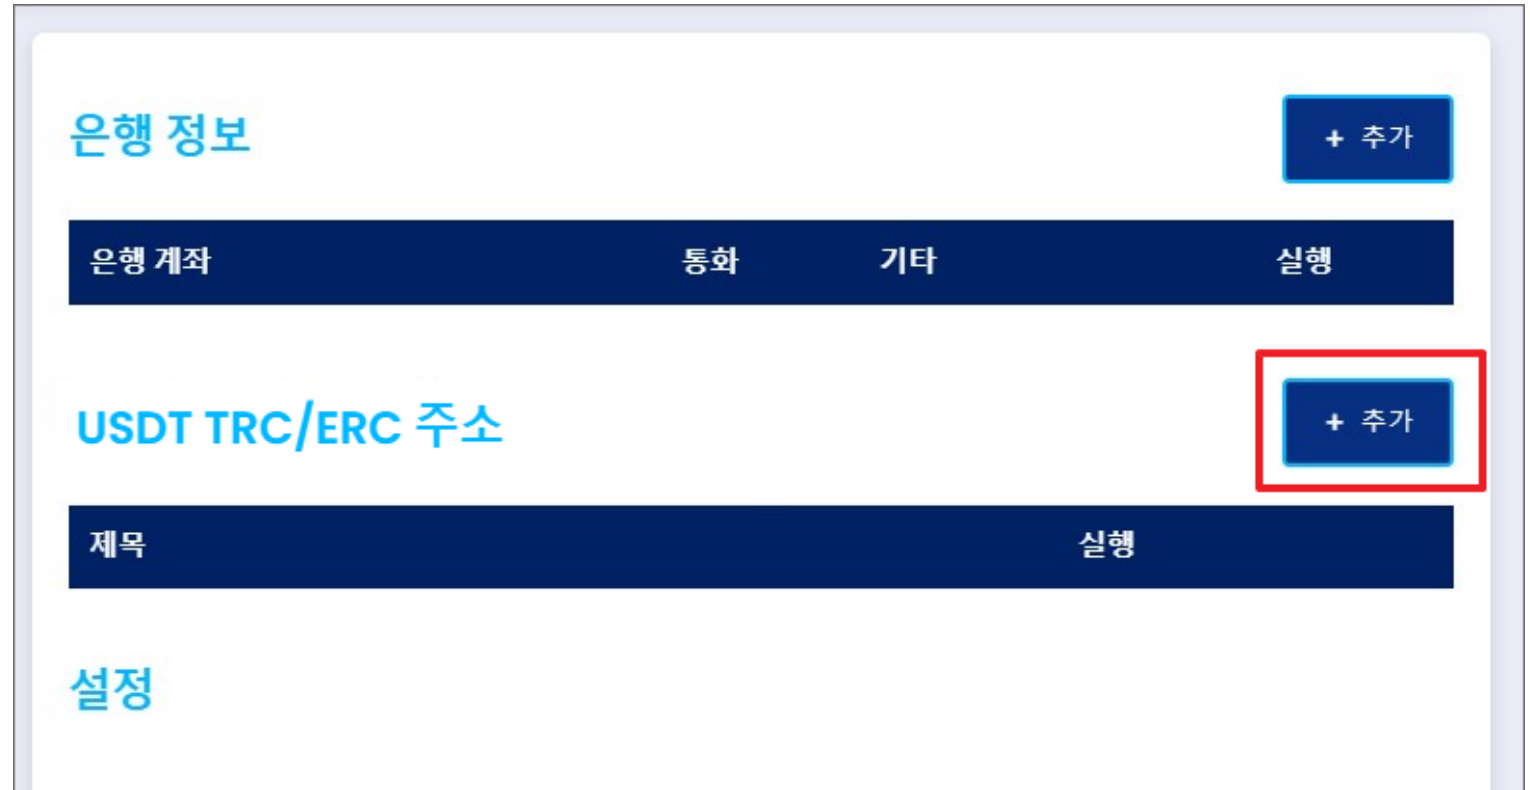 은행 정보
+ 추가
은행 계좌 통화 기타 실행
USDT TRC/ERC 주소
+ 추가
제목 실행
설정